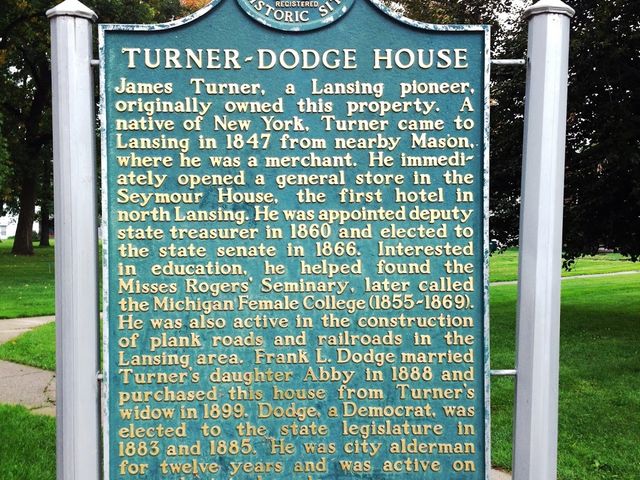 REGISTERED
HISTORIC SITE
TURNER-DODGE HOUSE
James Turner, a Lansing pioneer,
originally owned this property. A
native of New York, Turner came to
Lansing in 1847 from nearby Mason,
where he was a merchant. He immedi-
ately opened a general store in the
Seymour House, the first hotel in
north Lansing. He was appointed deputy
state treasurer in 1860 and elected to
the state senate in 1866. Interested
in education, he helped found the
Misses Rogers' Seminary, later called
the Michigan Female College (1855-1869).
He was also active in the construction
of plank roads and railroads in the
Lansing area. Frank L. Dodge married
Turner's daughter Abby in 1888 and
purchased this house from Turner's
widow in 1899. Dodge, a Democrat, was
elected to the state legislature in
1883 and 1885. He was city alderman
for twelve years and was active on